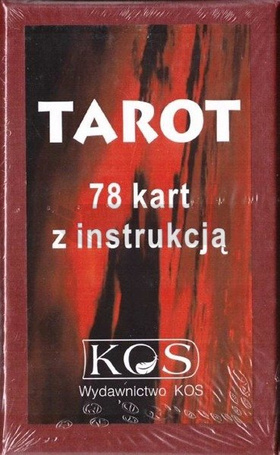 TAROT
78 kart
z instrukcją
KOS
Wydawnictwo KOS